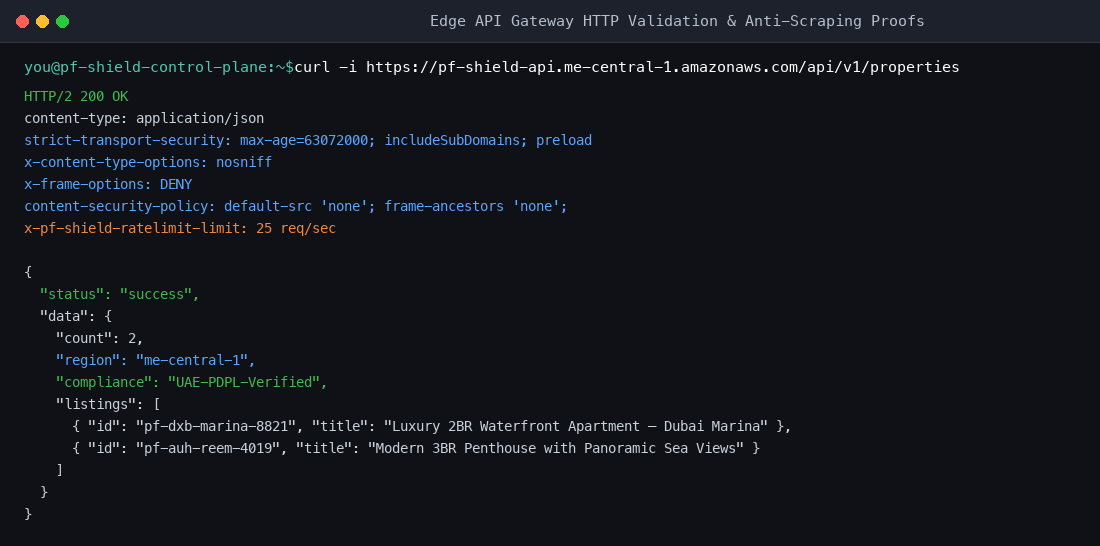 Edge API Gateway HTTP Validation & Anti-Scraping Proofs
you@pf-shield-control-plane:~$curl -i https://pf-shield-api.me-central-1.amazonaws.com/api/v1/properties
HTTP/2 200 OK
content-type: application/json
strict-transport-security: max-age=63072000; includeSubDomains; preload
x-content-type-options: nosniff
x-frame-options: DENY
content-security-policy: default-src 'none'; frame-ancestors 'none';
x-pf-shield-ratelimit-limit: 25 req/sec
{
  "status": "success",
  "data": {
    "count": 2,
    "region": "me-central-1",
    "compliance": "UAE-PDPL-Verified",
    "listings": [
      { "id": "pf-dxb-marina-8821", "title": "Luxury 2BR Waterfront Apartment — Dubai Marina" },
      { "id": "pf-auh-reem-4019", "title": "Modern 3BR Penthouse with Panoramic Sea Views" }
    ]
  }
}